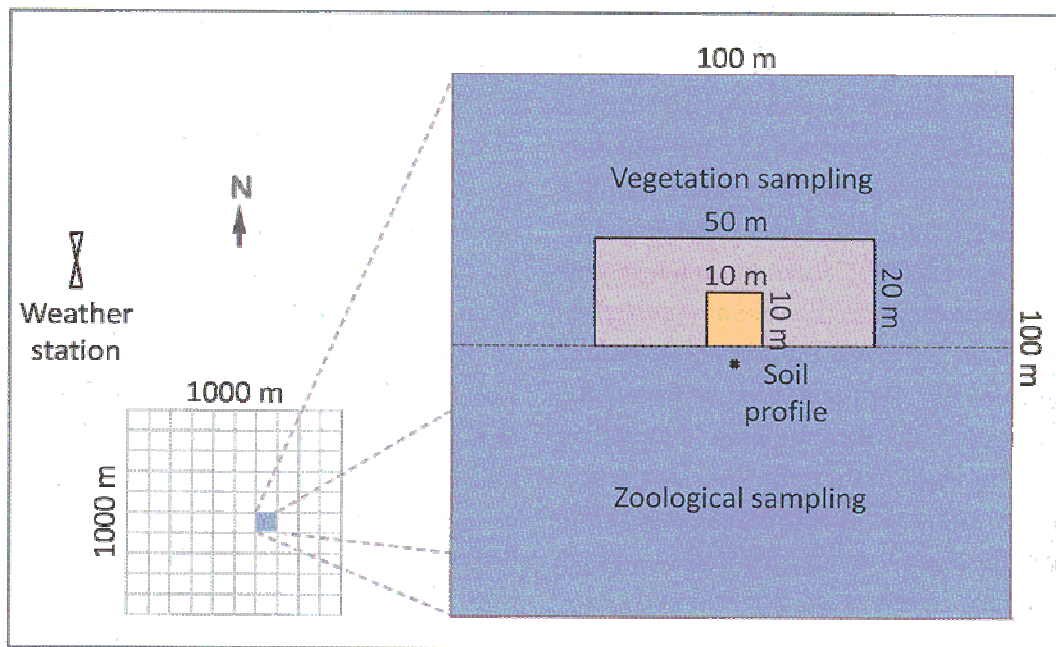 100 m
Vegetation sampling
50 m
10 m
10 m
20 m
100 m
N
Weather
station
1000 m
1000 m
Soil
profile
Zoological sampling